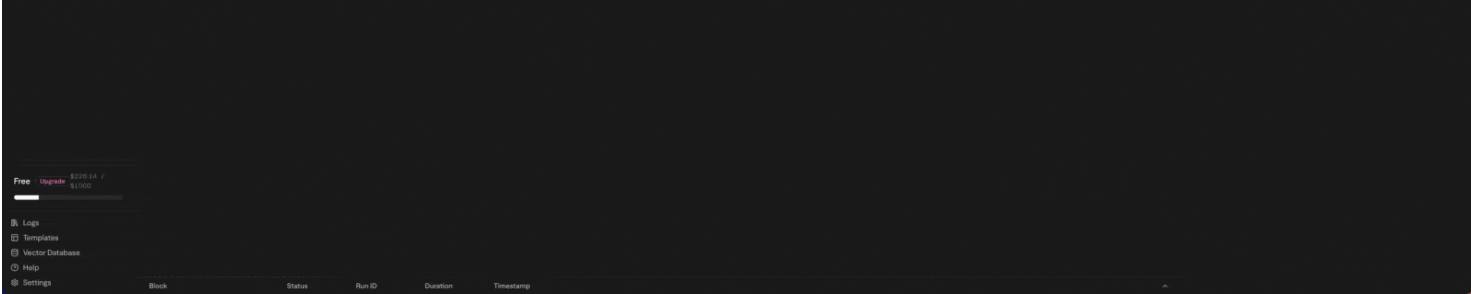 Free Upgrade $226.14 / $1000
Logs
Templates
Vector Database
Help
Settings
Block Status Run ID Duration Timestamp